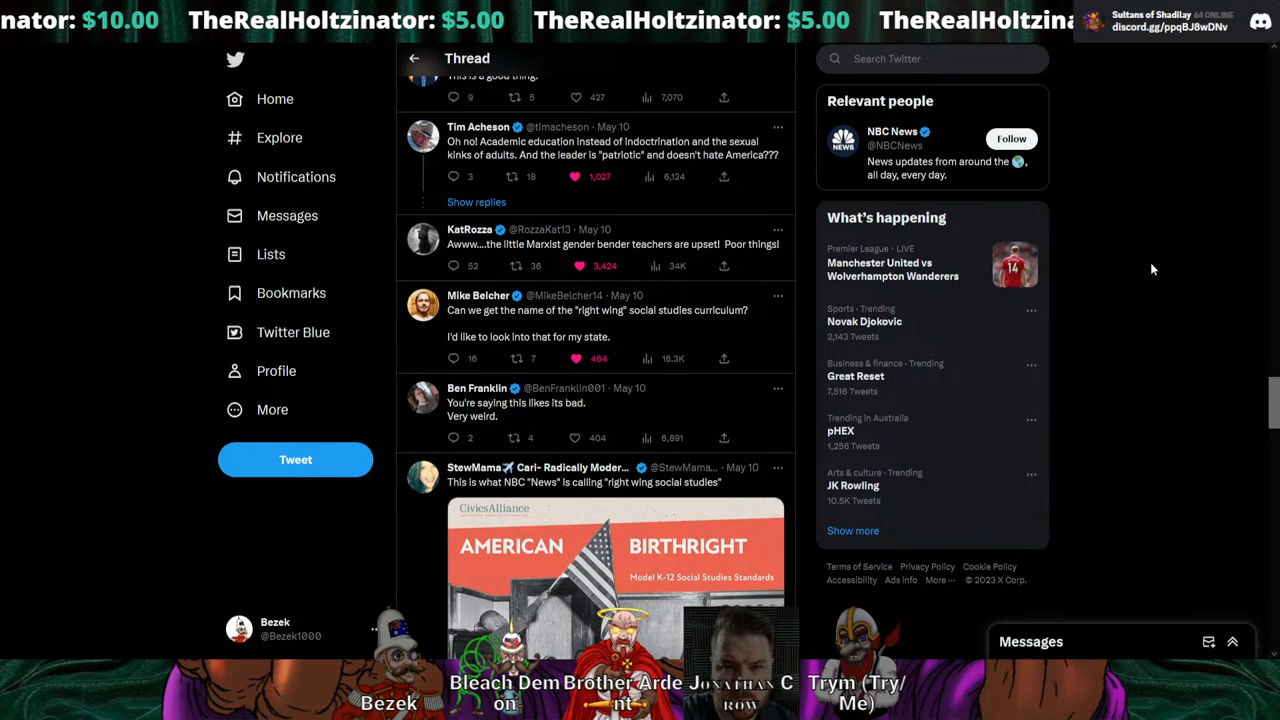 nator: $10.00 TheRealHoltzinator: $5.00 TheRealHoltzinator: $5.00 TheRealHoltzina
Sultans of Shadilay 64 ONLINE
discord.gg/ppqBJ8wDNv
Home
Explore
Notifications
Messages
Lists
Bookmarks
Twitter Blue
Profile
More
Tweet
Bezek
@Bezek1000
Thread
This is a good thing.
9 5 427 7,070
Tim Acheson @timacheson · May 10
Oh no! Academic education instead of indoctrination and the sexual
kinks of adults. And the leader is "patriotic" and doesn't hate America???
3 18 1,027 6,124
Show replies
KatRozza @RozzaKat13 · May 10
Awww....the little Marxist gender bender teachers are upset! Poor things!
52 36 3,424 34K
Mike Belcher @MikeBelcher14 · May 10
Can we get the name of the "right wing" social studies curriculum?
I'd like to look into that for my state.
16 7 464 16.3K
Ben Franklin @BenFranklin001 · May 10
You're saying this likes its bad.
Very weird.
2 4 404 6,891
StewMama Cari- Radically Moder... @StewMama... · May 10
This is what NBC "News" is calling "right wing social studies"
CivicsAlliance
AMERICAN BIRTHRIGHT
Model K-12 Social Studies Standards
Search Twitter
Relevant people
NBC News
@NBCNews
Follow
News updates from around the 🌎,
all day, every day.
What's happening
Premier League · LIVE
Manchester United vs
Wolverhampton Wanderers
14
Sports · Trending
Novak Djokovic
2,143 Tweets
Business & finance · Trending
Great Reset
7,516 Tweets
Trending in Australia
pHEX
1,256 Tweets
Arts & culture · Trending
JK Rowling
10.5K Tweets
Show more
Terms of Service Privacy Policy Cookie Policy
Accessibility Ads info More ··· © 2023 X Corp.
Messages
Bezek
Bleach Dem
on
Brother Arde
nt
JONATHAN C
ROW
Trym (Try/
Me)